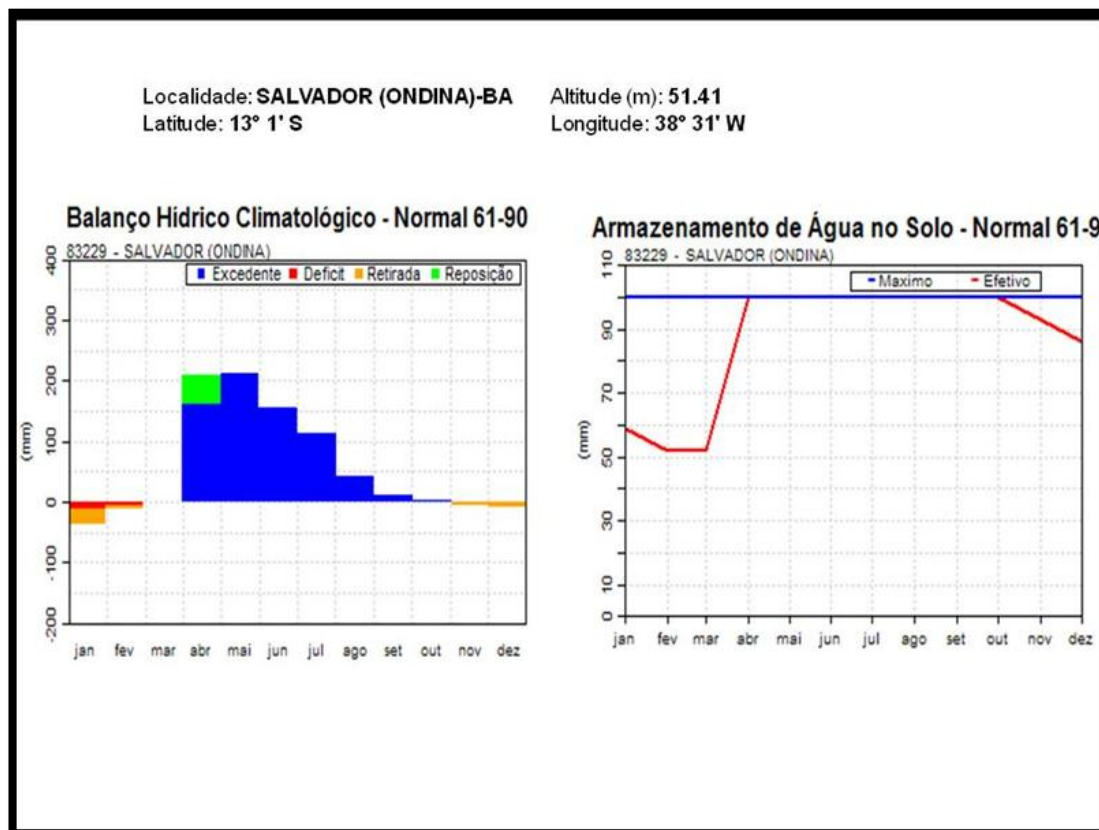 Localidade: SALVADOR (ONDINA)-BA Altitude (m): 51.41
Latitude: 13° 1' S Longitude: 38° 31' W
Balanço Hídrico Climatológico - Normal 61-90
83229 - SALVADOR (ONDINA)
Excedente Deficit Retirada Reposição
400
300
200
100
0
-100
-200
(mm)
jan fev mar abr mai jun jul ago set out nov dez
Armazenamento de Água no Solo - Normal 61-9
83229 - SALVADOR (ONDINA)
Maximo Efetivo
110
90
70
50
30
10
0
(mm)
jan fev mar abr mai jun jul ago set out nov dez